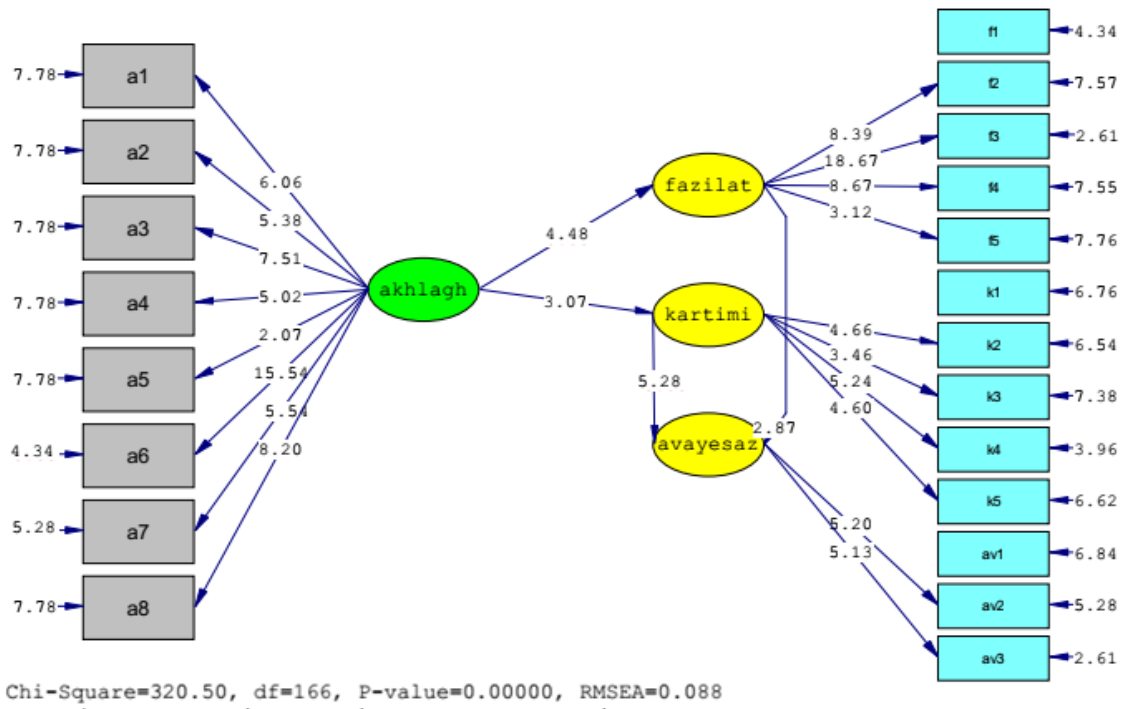 7.78 a1
7.78 a2
7.78 a3
7.78 a4
7.78 a5
4.34 a6
5.28 a7
7.78 a8
6.06
5.38
7.51
5.02
2.07
15.54
5.54
8.20
akhlagh
4.48
3.07
fazilat
kartimi
5.28
avayesaz
2.87
8.39
18.67
8.67
3.12
4.66
3.46
5.24
4.60
5.20
5.13
f1 4.34
f2 7.57
f3 2.61
f4 7.55
f5 7.76
k1 6.76
k2 6.54
k3 7.38
k4 3.96
k5 6.62
av1 6.84
av2 5.28
av3 2.61
Chi-Square=320.50, df=166, P-value=0.00000, RMSEA=0.088